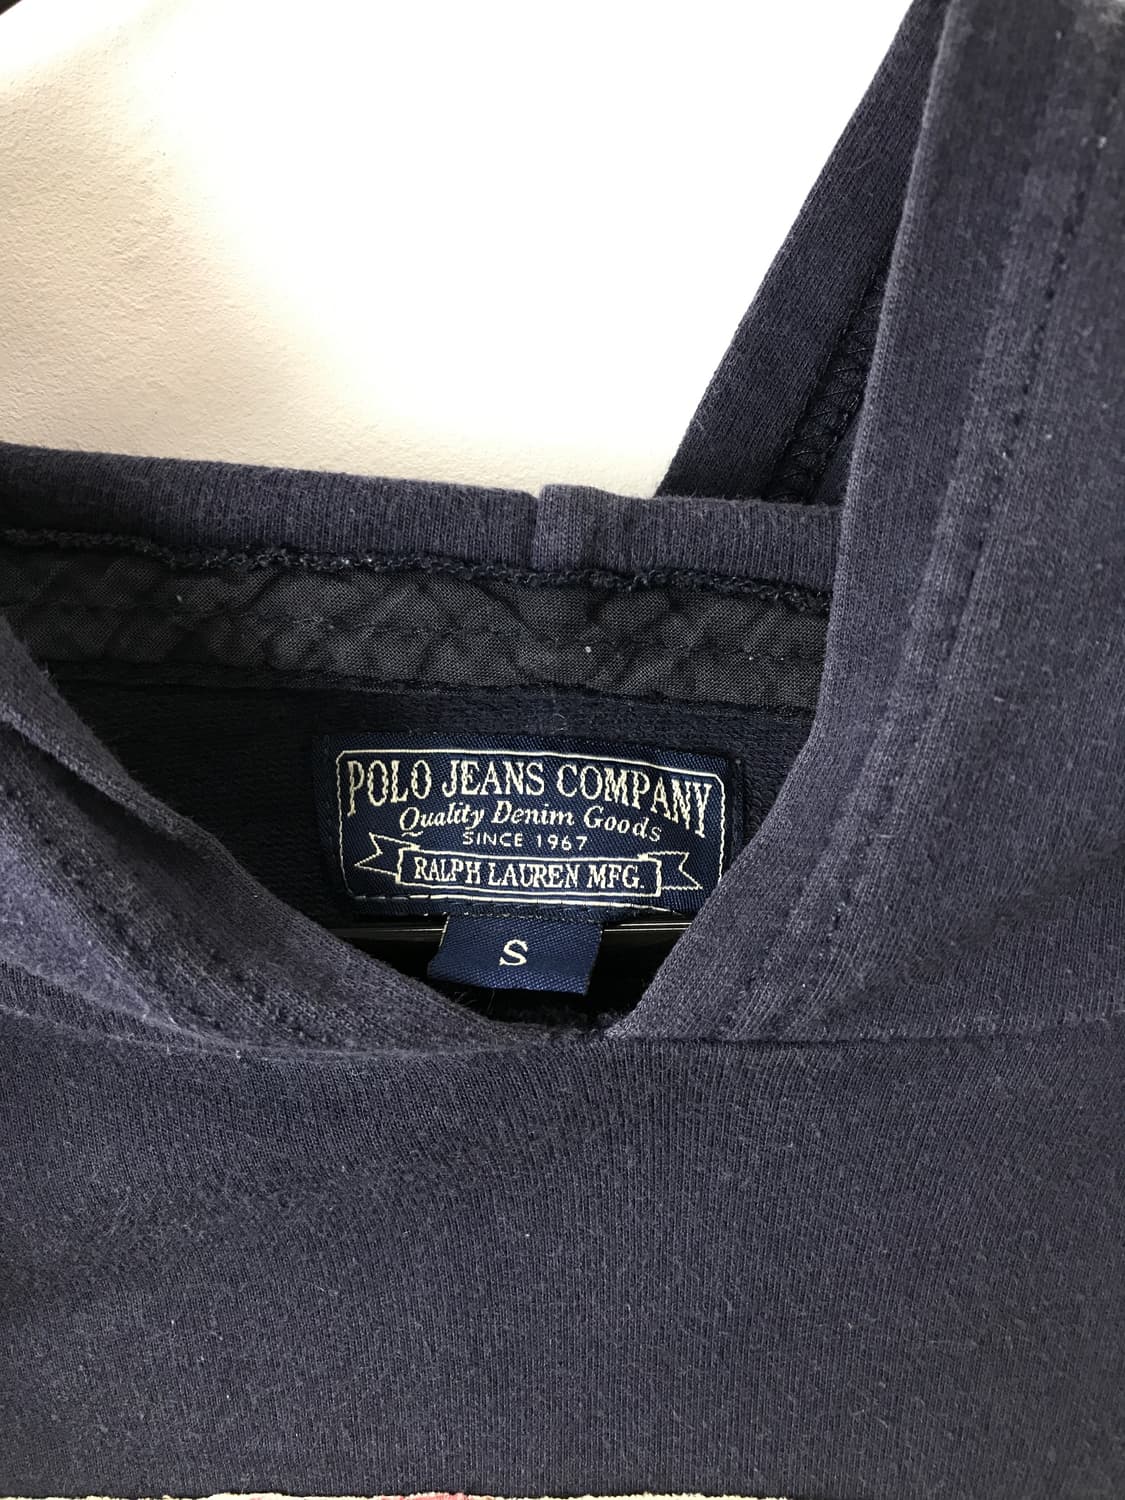 POLO JEANS COMPANY
Quality Denim Goods
SINCE 1967
RALPH LAUREN MFG.
S